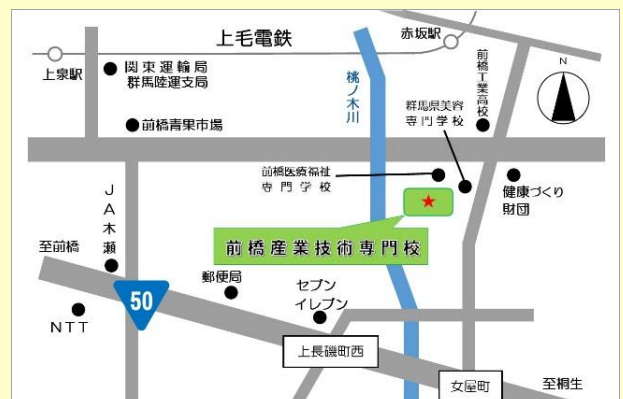 上毛電鉄
赤坂駅
上泉駅
関東運輸局
群馬陸運支局
桃ノ木川
前橋工業高校
N
群馬県美容
専門学校
前橋青果市場
前橋医療福祉
専門学校
健康づくり
財団
JA木瀬
前橋産業技術専門校
至前橋
郵便局
セブン
イレブン
50
NTT
上長磯町西
女屋町
至桐生